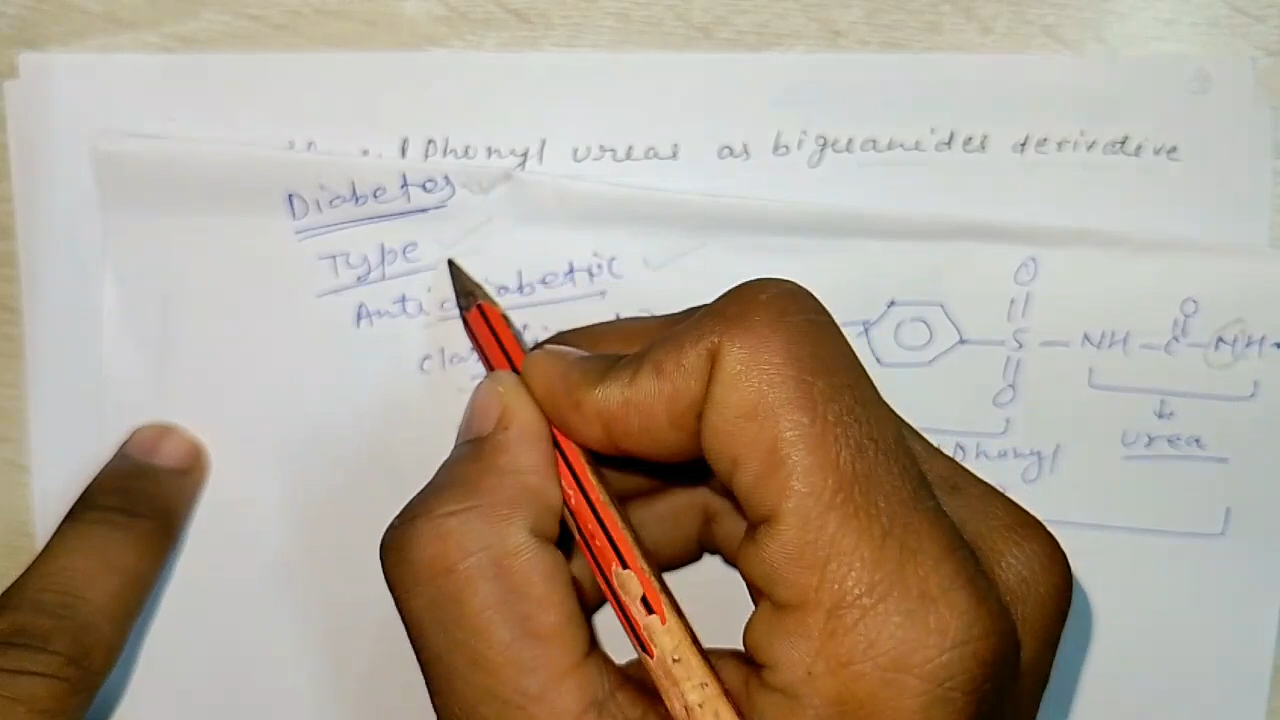 Phenyl ureas as biguanides derivative
Diabetes
Type
Antidiabetic
O
||
S — NH — C — NH
O
||
O
Phenyl
urea